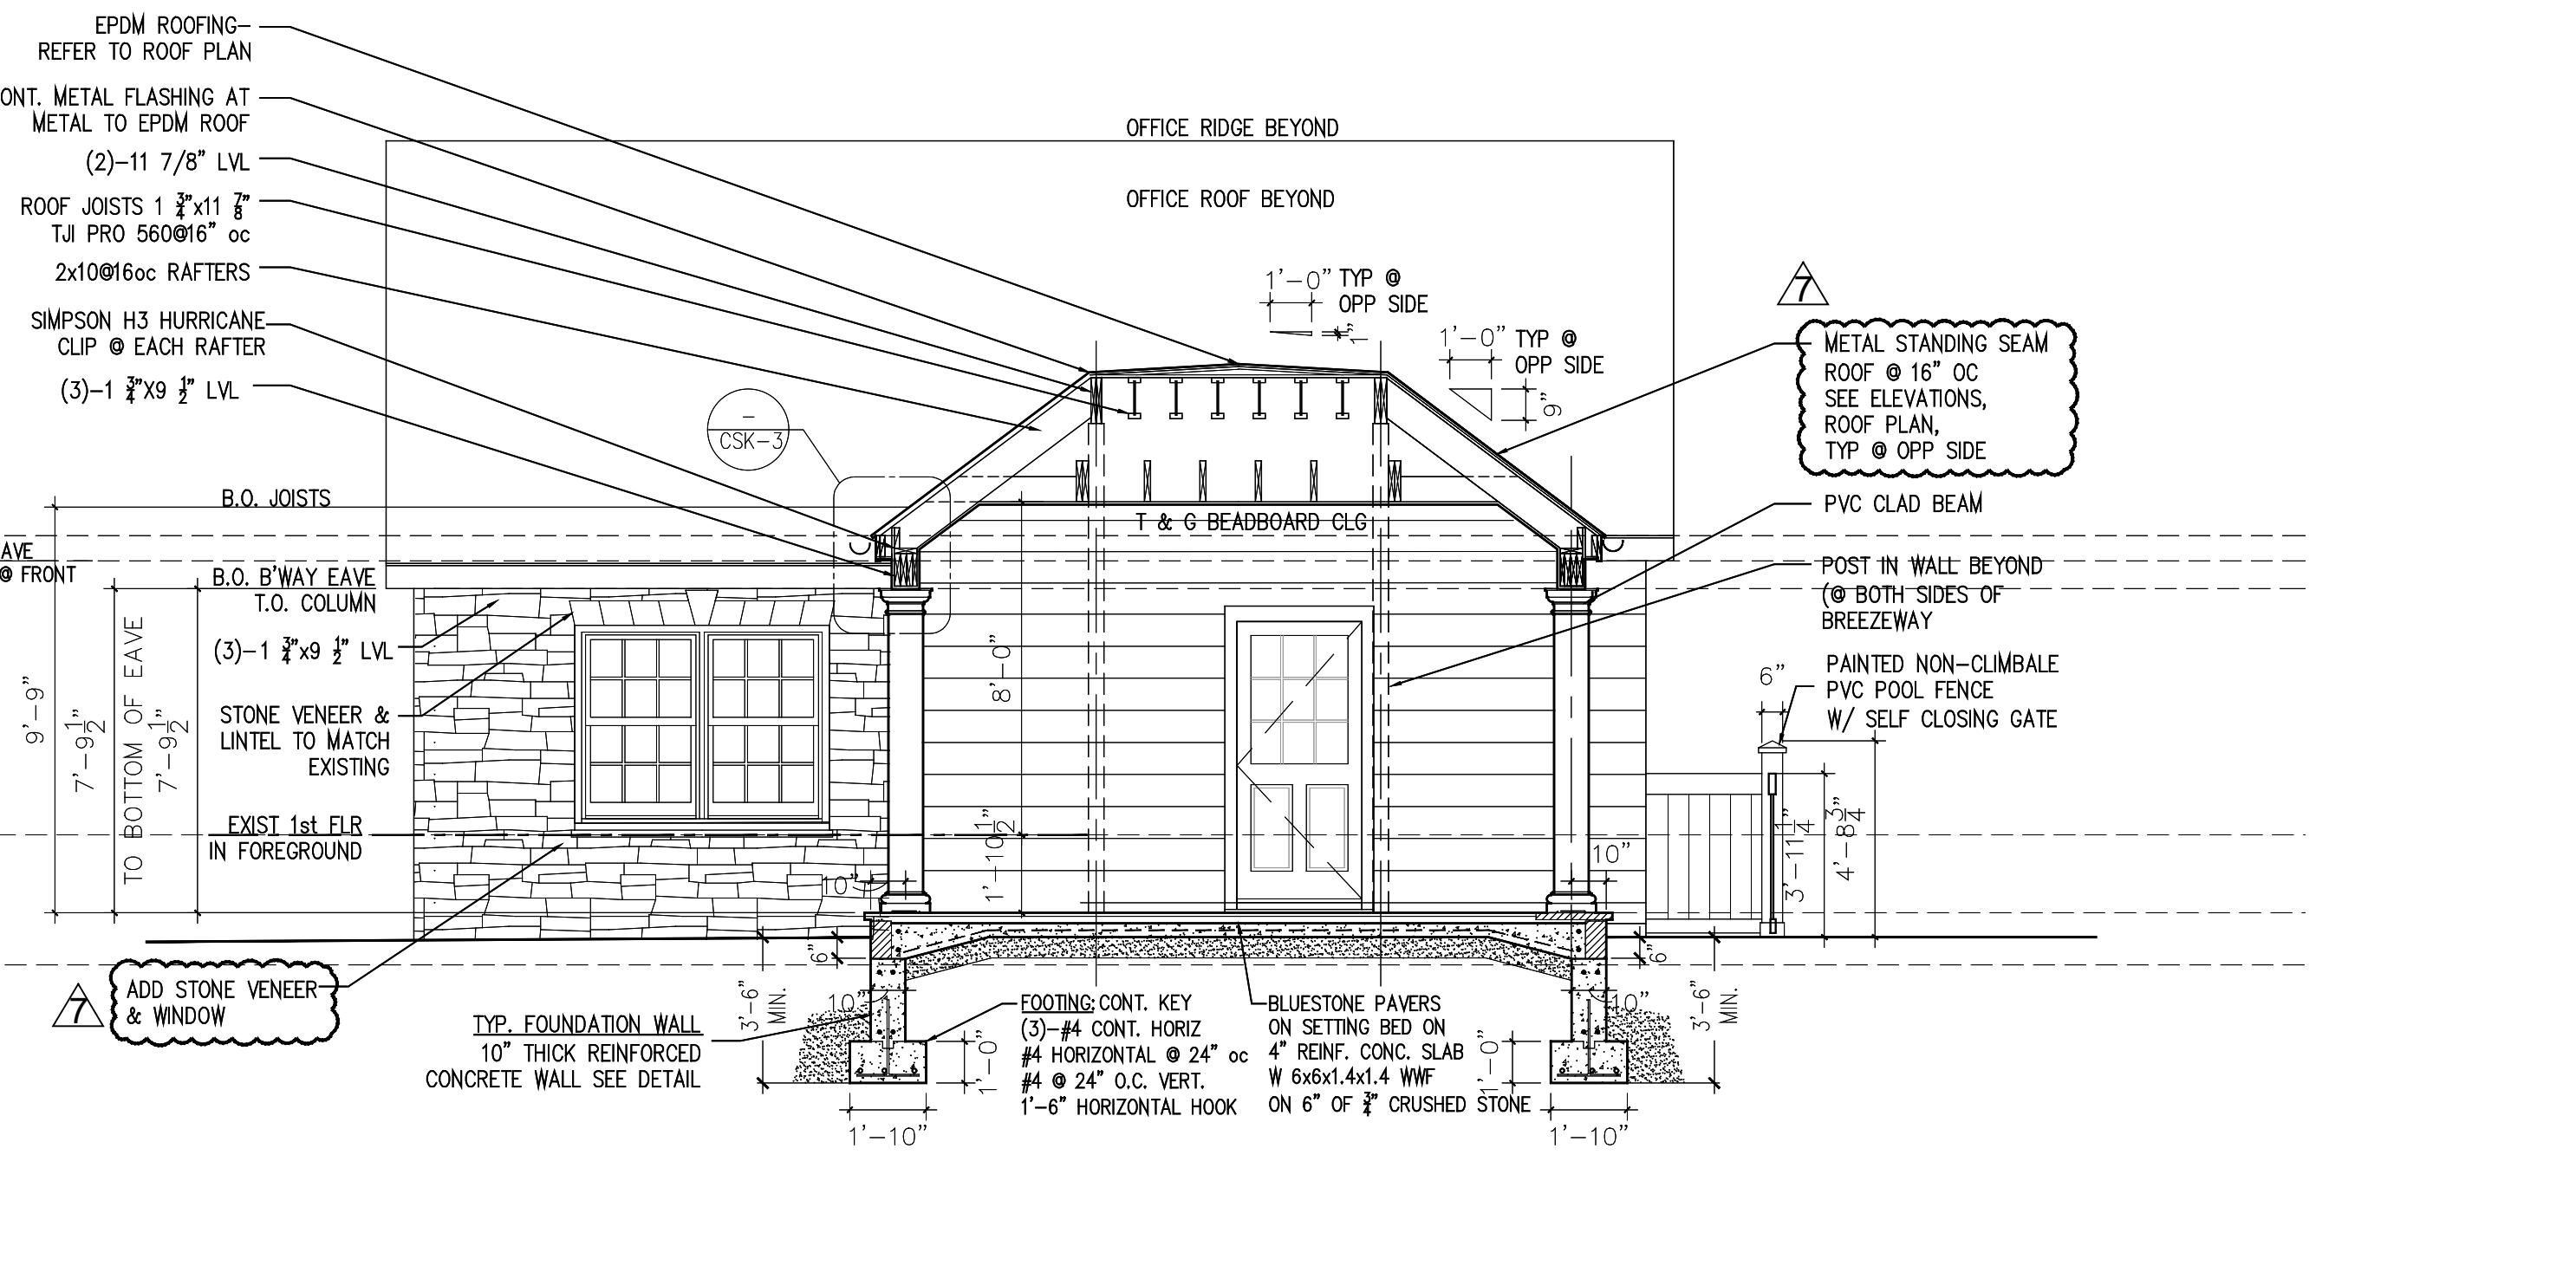 EPDM ROOFING–
REFER TO ROOF PLAN
ONT. METAL FLASHING AT
METAL TO EPDM ROOF
(2)–11 7/8" LVL
ROOF JOISTS 1 3/4"x11 7/8"
TJI PRO 560@16" oc
2x10@16oc RAFTERS
SIMPSON H3 HURRICANE
CLIP @ EACH RAFTER
(3)–1 3/4"X9 1/2" LVL
OFFICE RIDGE BEYOND
OFFICE ROOF BEYOND
1'–0" TYP @
OPP SIDE
1"
1'–0" TYP @
OPP SIDE
9"
7
METAL STANDING SEAM
ROOF @ 16" OC
SEE ELEVATIONS,
ROOF PLAN,
TYP @ OPP SIDE
–
CSK–3
B.O. JOISTS
AVE
@ FRONT
B.O. B'WAY EAVE
T.O. COLUMN
(3)–1 3/4"x9 1/2" LVL
T & G BEADBOARD CLG
PVC CLAD BEAM
POST IN WALL BEYOND
(@ BOTH SIDES OF
BREEZEWAY
PAINTED NON–CLIMBALE
PVC POOL FENCE
W/ SELF CLOSING GATE
6"
9'–9"
7'–9 1/2"
TO BOTTOM OF EAVE
7'–9 1/2"
STONE VENEER &
LINTEL TO MATCH
EXISTING
EXIST 1st FLR
IN FOREGROUND
8'–0"
1'–10 1/2"
10"
10"
3'–11 1/4"
4'–8 3/4"
7
ADD STONE VENEER
& WINDOW
6"
6"
3'–6"
MIN.
10"
10"
3'–6"
MIN.
TYP. FOUNDATION WALL
10" THICK REINFORCED
CONCRETE WALL SEE DETAIL
1'–0"
FOOTING: CONT. KEY
(3)–#4 CONT. HORIZ
#4 HORIZONTAL @ 24" oc
#4 @ 24" O.C. VERT.
1'–6" HORIZONTAL HOOK
BLUESTONE PAVERS
ON SETTING BED ON
4" REINF. CONC. SLAB
W 6x6x1.4x1.4 WWF
ON 6" OF 3/4" CRUSHED STONE
1'–0"
1'–10"
1'–10"